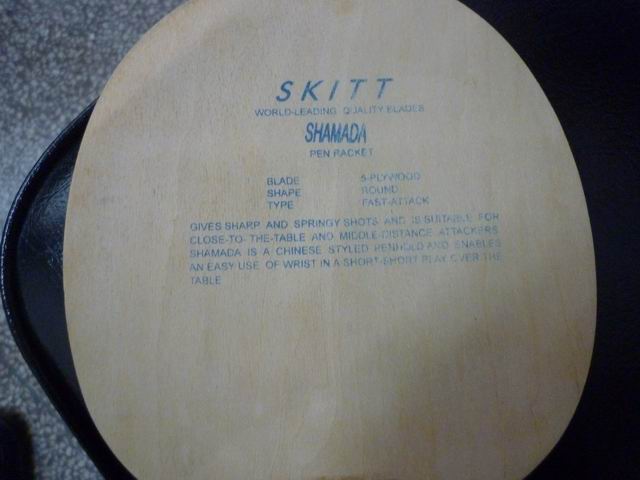 SKITT
WORLD-LEADING QUALITY BLADES
SHAMADA
PEN RACKET
BLADE 5-PLYWOOD
SHAPE ROUND
TYPE FAST-ATTACK
GIVES SHARP AND SPRINGY SHOTS AND IS SUITABLE FOR
CLOSE-TO-THE-TABLE AND MIDDLE-DISTANCE ATTACKERS
SHAMADA IS A CHINESE STYLED PENHOLD AND ENABLES
AN EASY USE OF WRIST IN A SHORT-SHORT PLAY OVER THE
TABLE